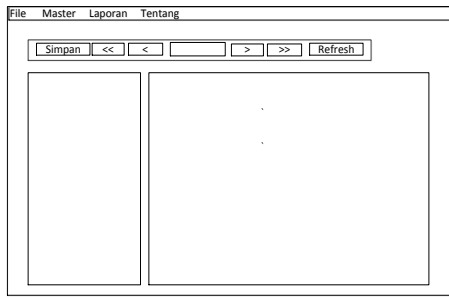 File Master Laporan Tentang
Simpan << < > >> Refresh